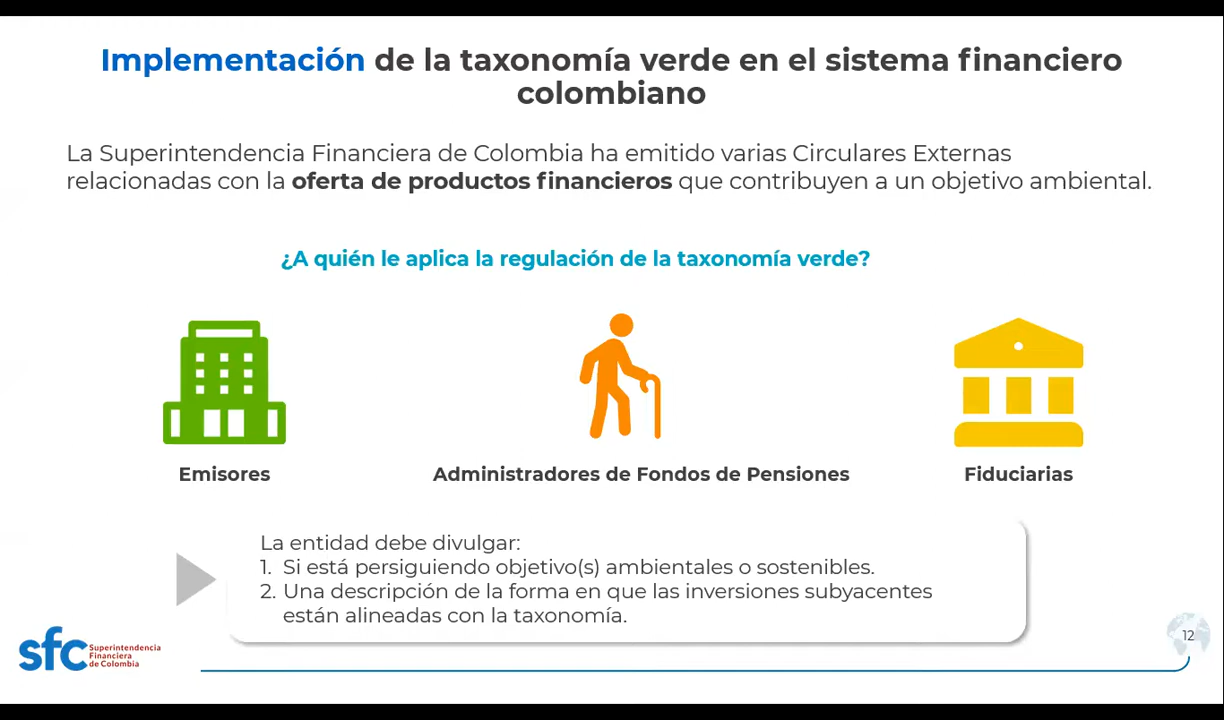 Implementación de la taxonomía verde en el sistema financiero
colombiano
La Superintendencia Financiera de Colombia ha emitido varias Circulares Externas
relacionadas con la oferta de productos financieros que contribuyen a un objetivo ambiental.
¿A quién le aplica la regulación de la taxonomía verde?
Emisores
Administradores de Fondos de Pensiones
Fiduciarias
La entidad debe divulgar:
1. Si está persiguiendo objetivo(s) ambientales o sostenibles.
2. Una descripción de la forma en que las inversiones subyacentes
están alineadas con la taxonomía.
sfc
Superintendencia
Financiera
de Colombia
12